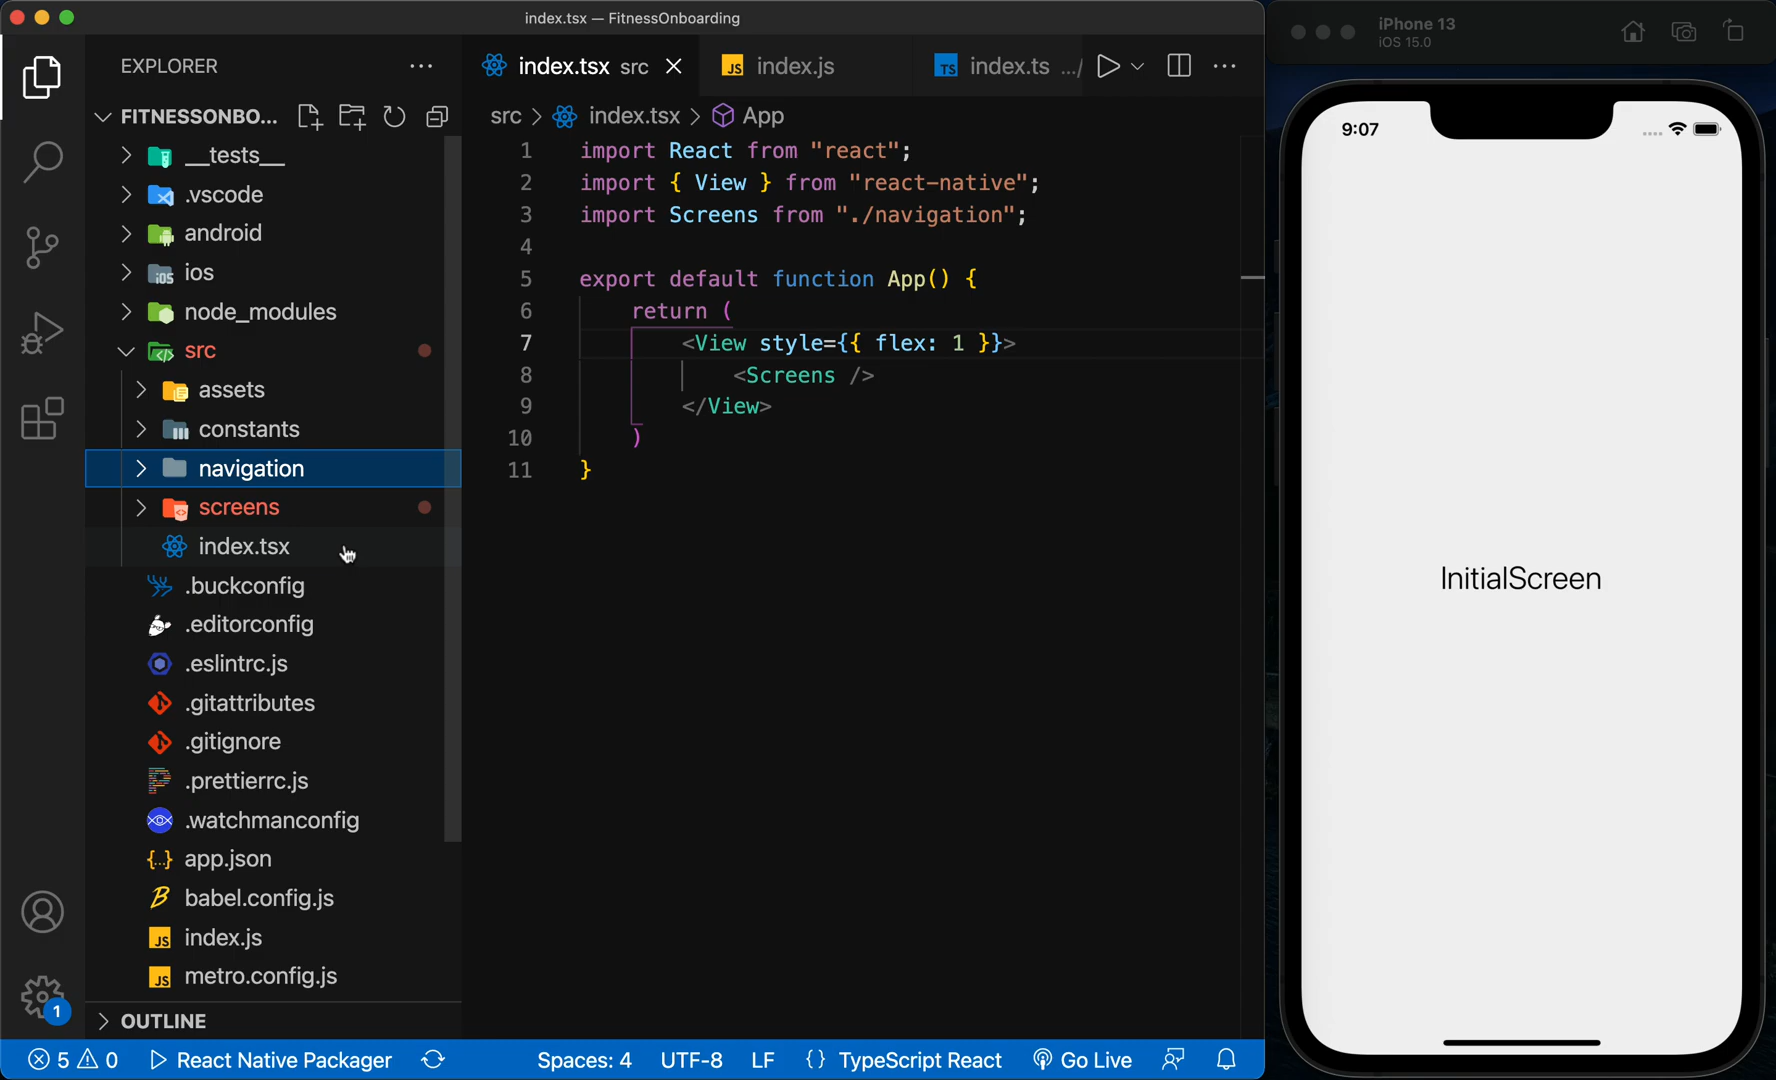 index.tsx — FitnessOnboarding
EXPLORER
FITNESSONBO...
__tests__
.vscode
android
ios
node_modules
src
assets
constants
navigation
screens
index.tsx
.buckconfig
.editorconfig
.eslintrc.js
.gitattributes
.gitignore
.prettierrc.js
.watchmanconfig
app.json
babel.config.js
JS index.js
JS metro.config.js
OUTLINE
1
index.tsx src
JS index.js
TS index.ts .../
src > index.tsx > App
1 import React from "react";
2 import { View } from "react-native";
3 import Screens from "./navigation";
4
5 export default function App() {
6 return (
7 <View style={{ flex: 1 }}>
8 <Screens />
9 </View>
10 )
11 }
5 0 React Native Packager Spaces: 4 UTF-8 LF {} TypeScript React Go Live
iPhone 13
iOS 15.0
9:07
InitialScreen